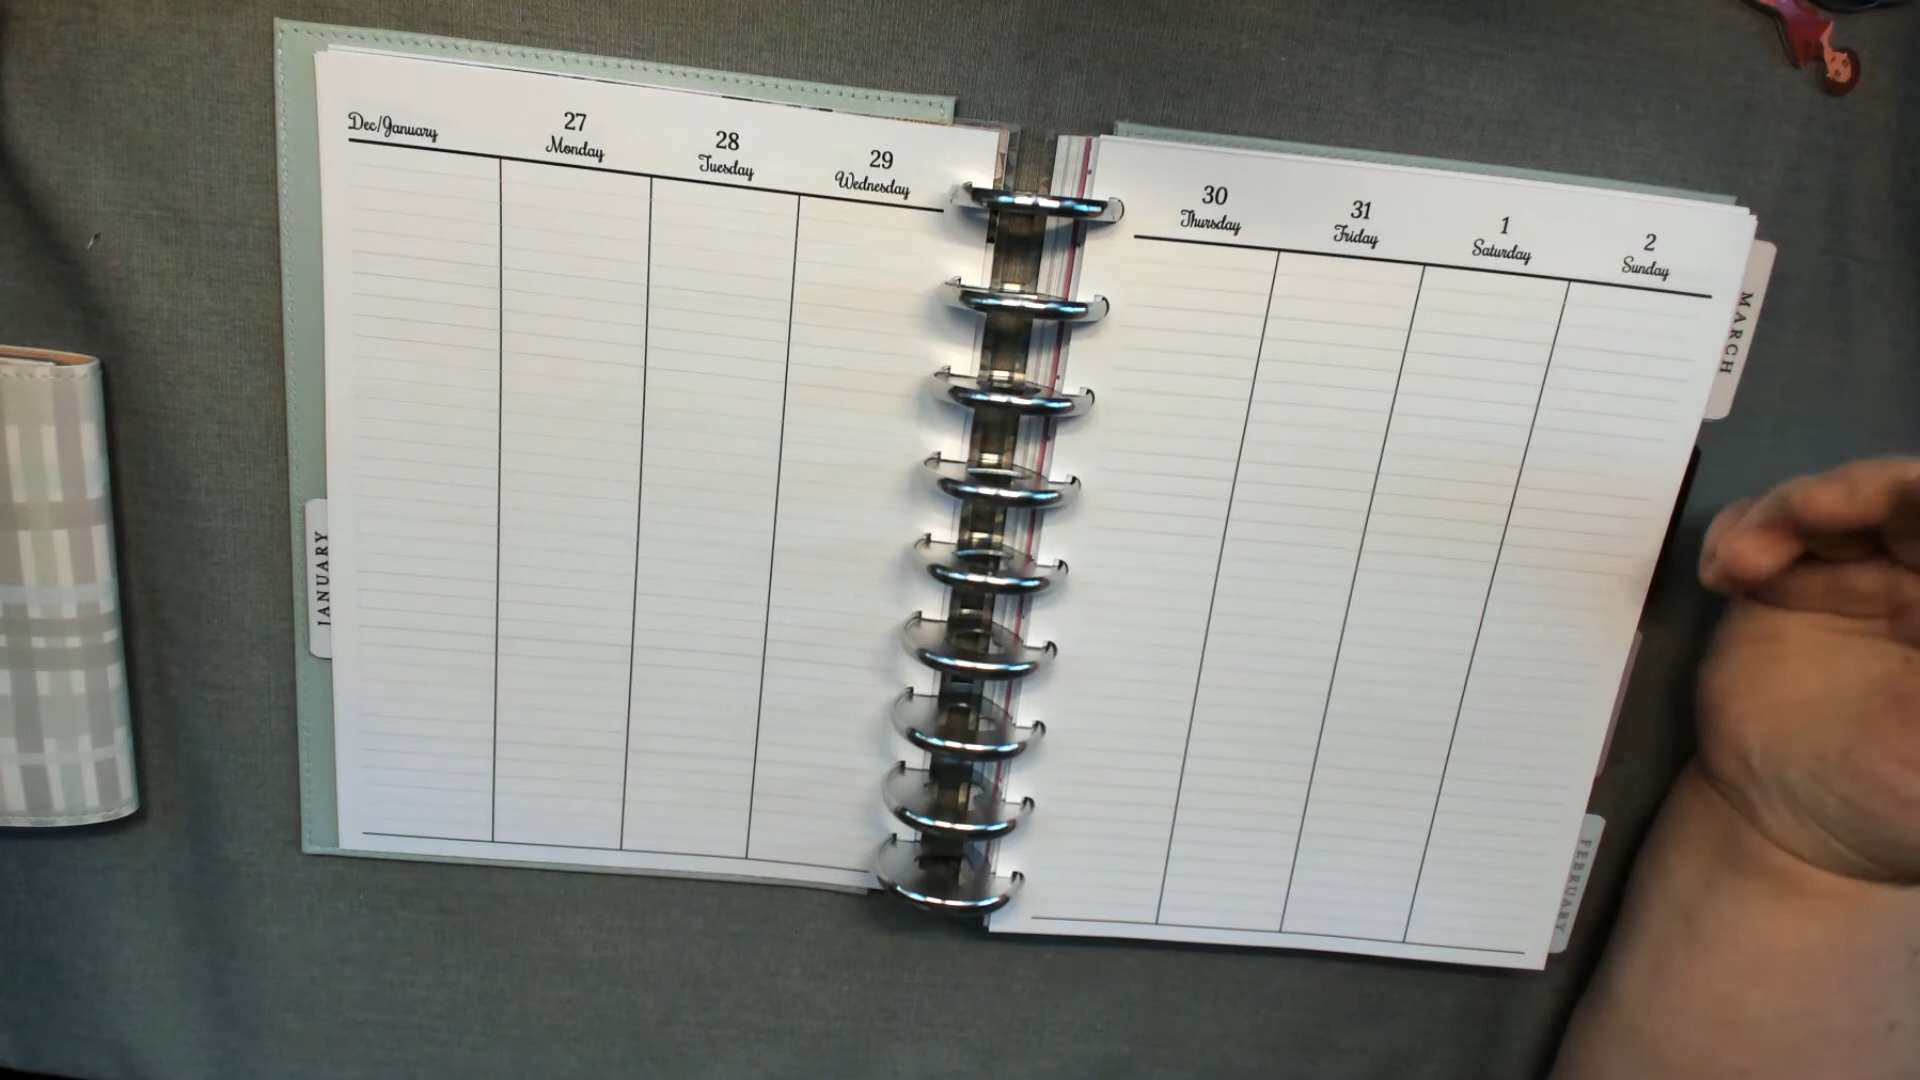 Dec/January
27
Monday
28
Tuesday
29
Wednesday
30
Thursday
31
Friday
1
Saturday
2
Sunday
JANUARY
MARCH
FEBRUARY